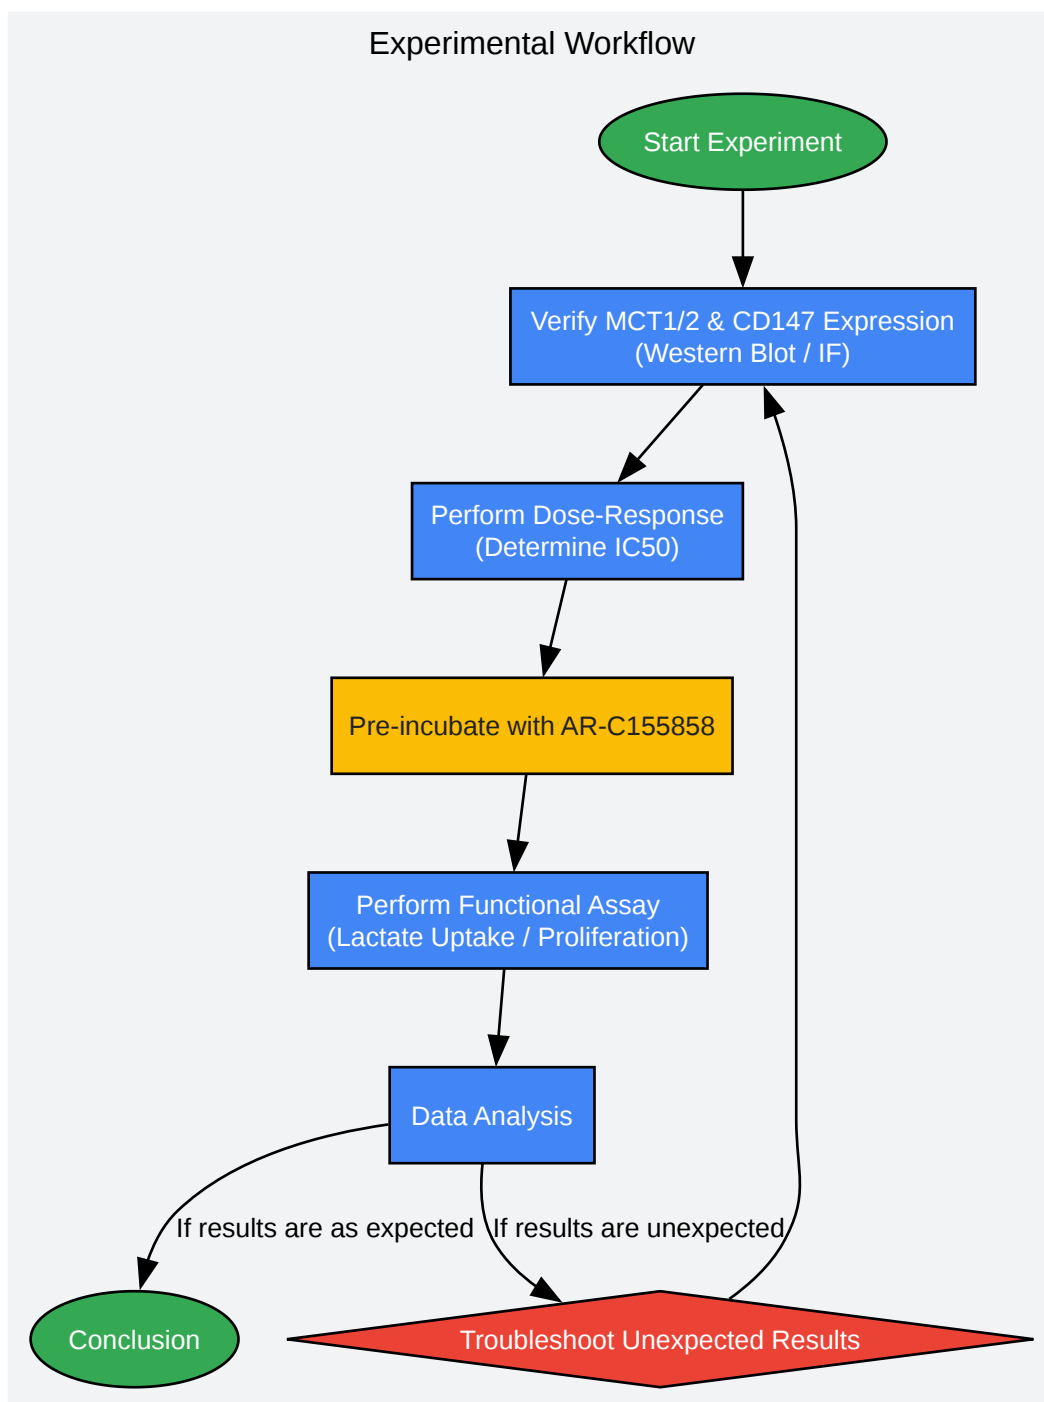 Experimental Workflow
Start Experiment
Verify MCT1/2 & CD147 Expression
(Western Blot / IF)
Perform Dose-Response
(Determine IC50)
Pre-incubate with AR-C155858
Perform Functional Assay
(Lactate Uptake / Proliferation)
Data Analysis
If results are as expected
If results are unexpected
Conclusion
Troubleshoot Unexpected Results